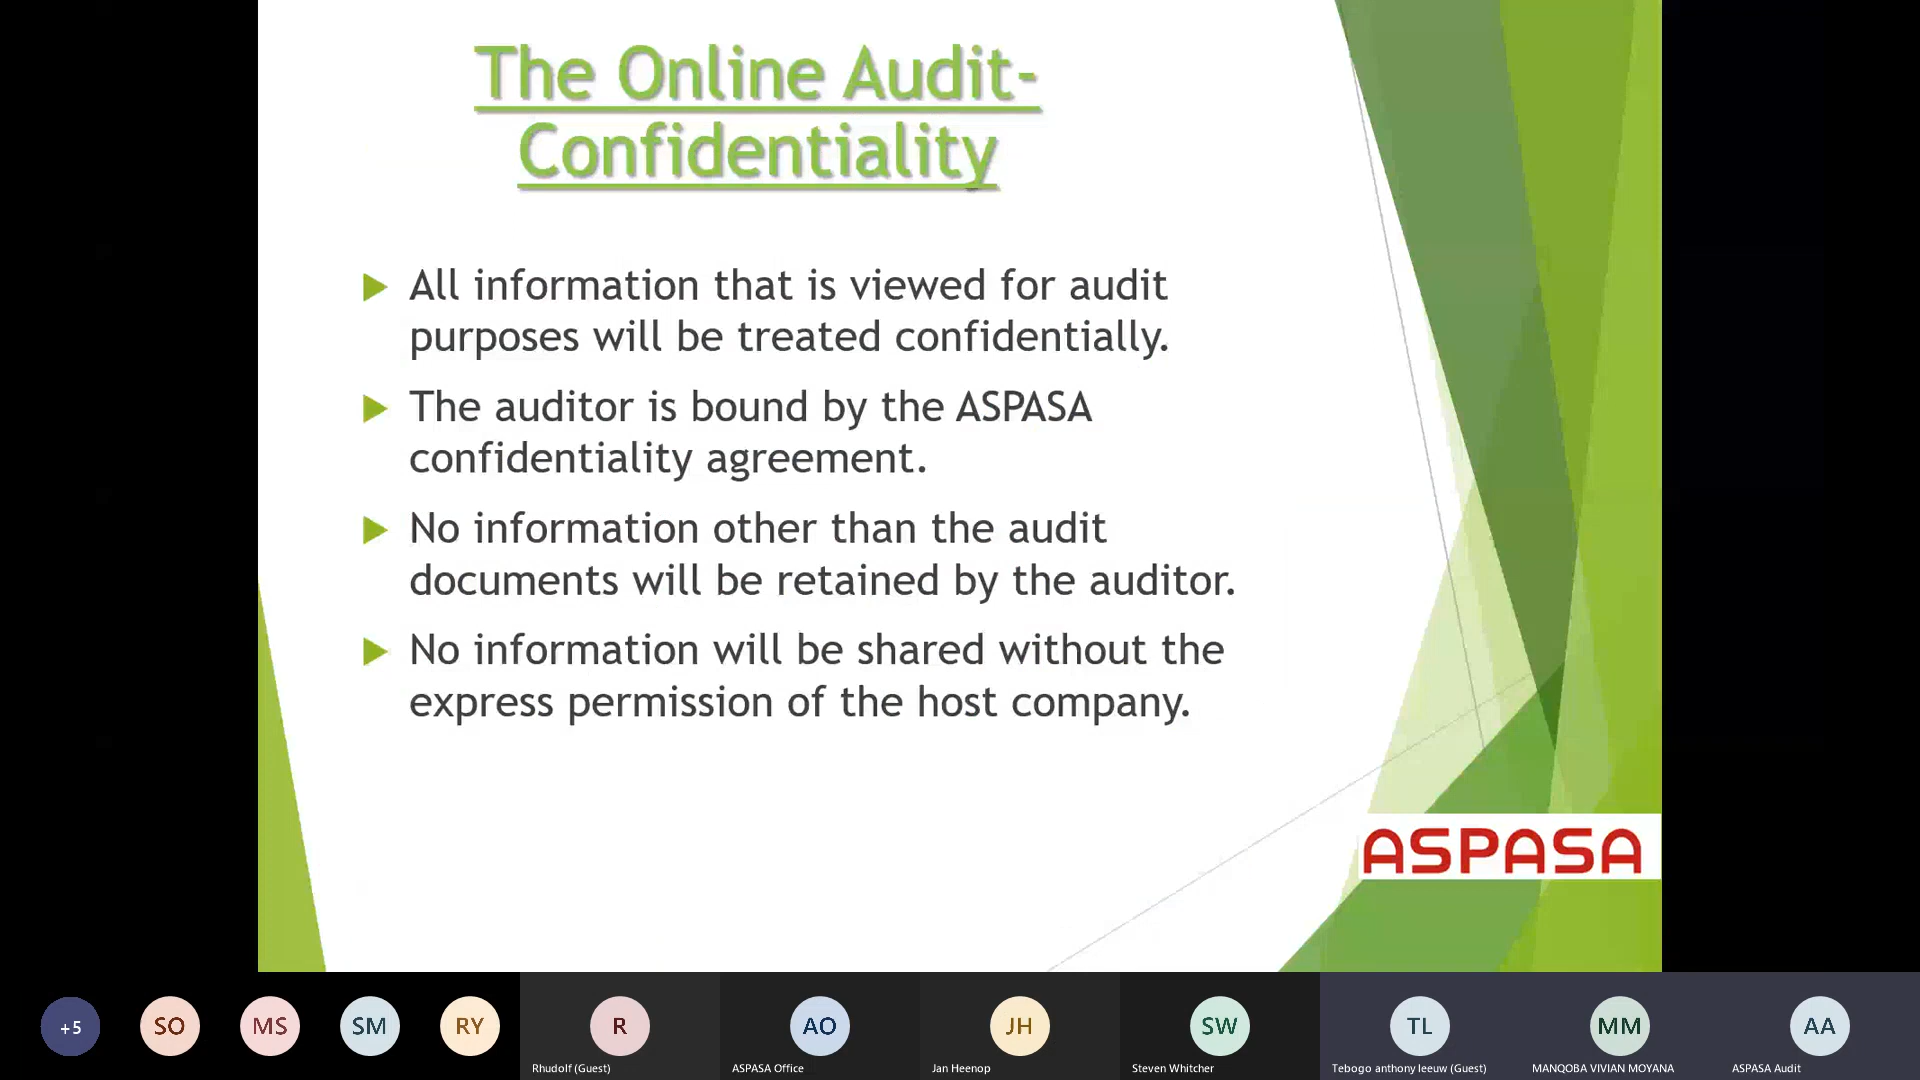 The Online Audit-
Confidentiality
All information that is viewed for audit
purposes will be treated confidentially.
The auditor is bound by the ASPASA
confidentiality agreement.
No information other than the audit
documents will be retained by the auditor.
No information will be shared without the
express permission of the host company.
ASPASA
+5
SO
MS
SM
RY
R
AO
JH
SW
TL
MM
AA
Rhudolf (Guest)
ASPASA Office
Jan Heenop
Steven Whitcher
Tebogo anthony leeuw (Guest)
MANQOBA VIVIAN MOYANA
ASPASA Audit